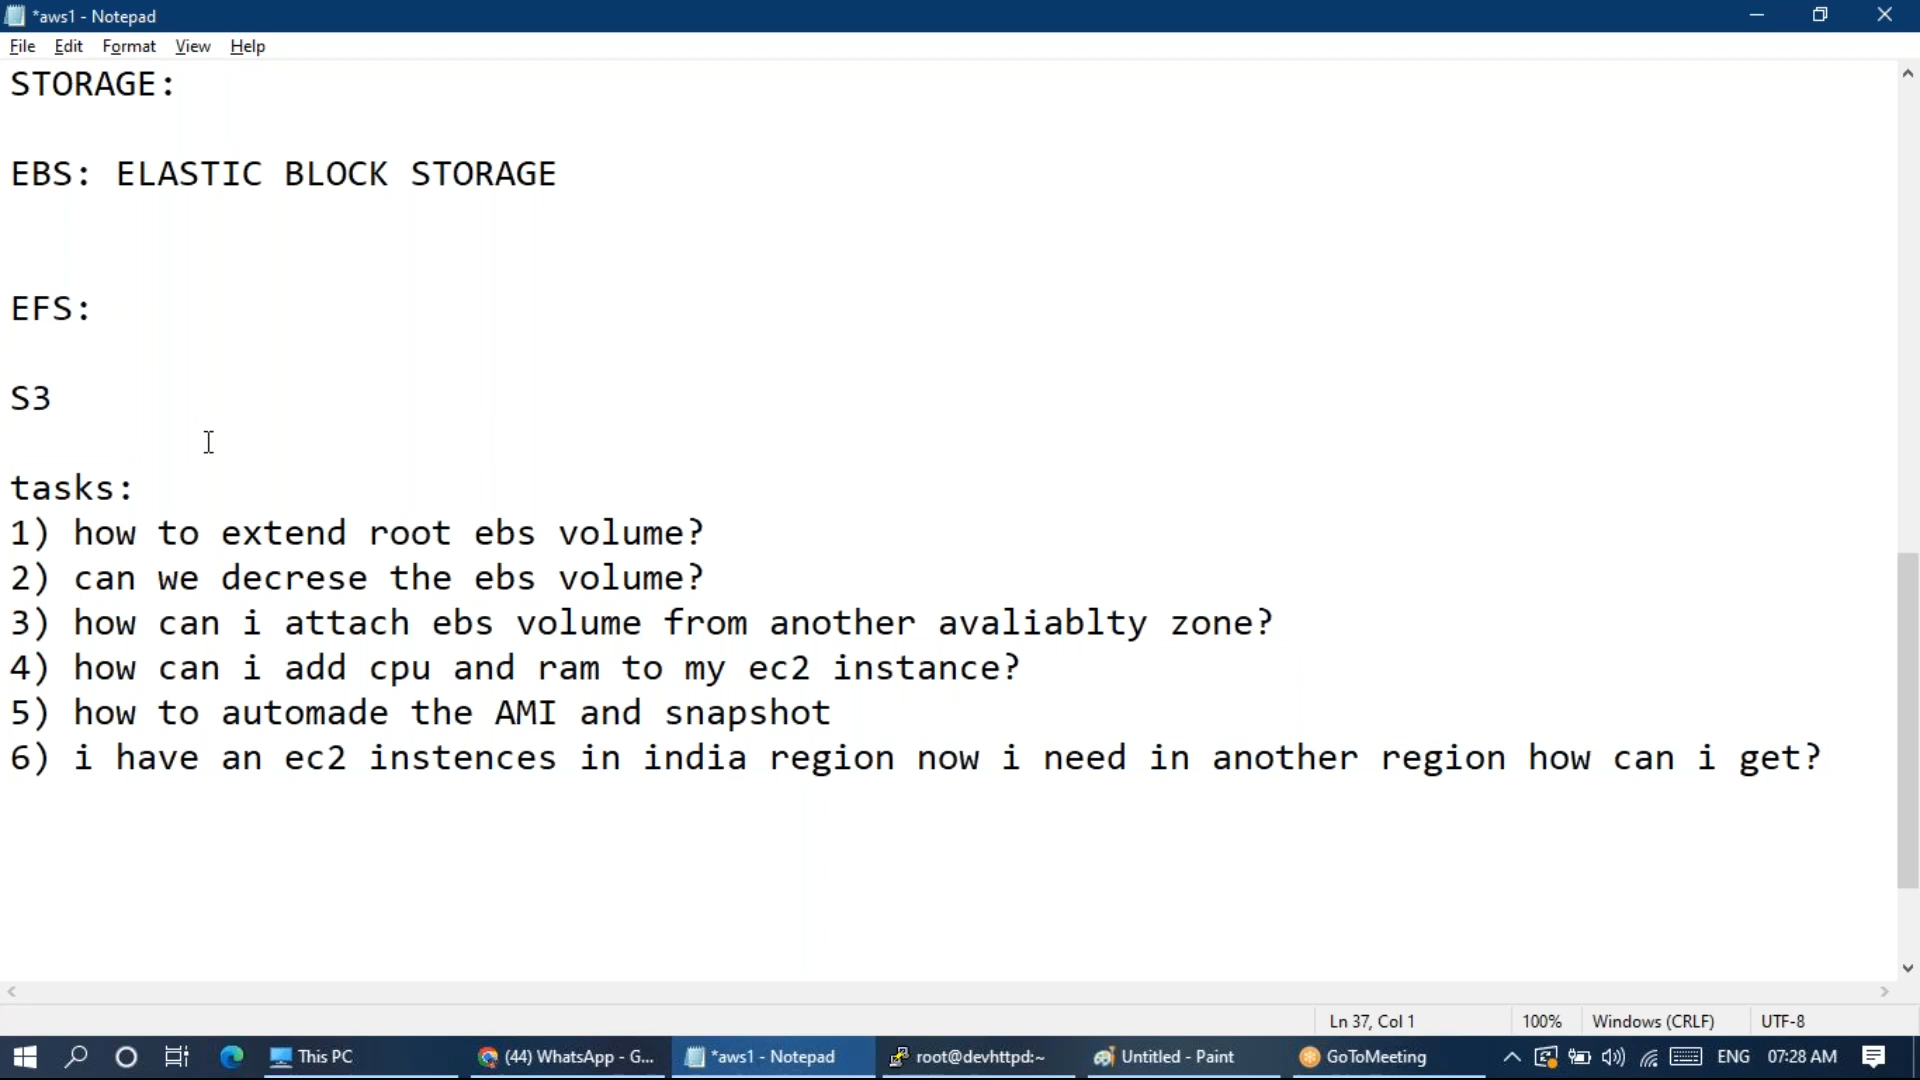 *aws1 - Notepad
File Edit Format View Help
STORAGE:
EBS: ELASTIC BLOCK STORAGE
EFS:
S3
tasks:
1) how to extend root ebs volume?
2) can we decrese the ebs volume?
3) how can i attach ebs volume from another avaliablty zone?
4) how can i add cpu and ram to my ec2 instance?
5) how to automade the AMI and snapshot
6) i have an ec2 instences in india region now i need in another region how can i get?
Ln 37, Col 1 100% Windows (CRLF) UTF-8
This PC (44) WhatsApp - G... *aws1 - Notepad root@devhttpd:~ Untitled - Paint GoToMeeting ENG 07:28 AM